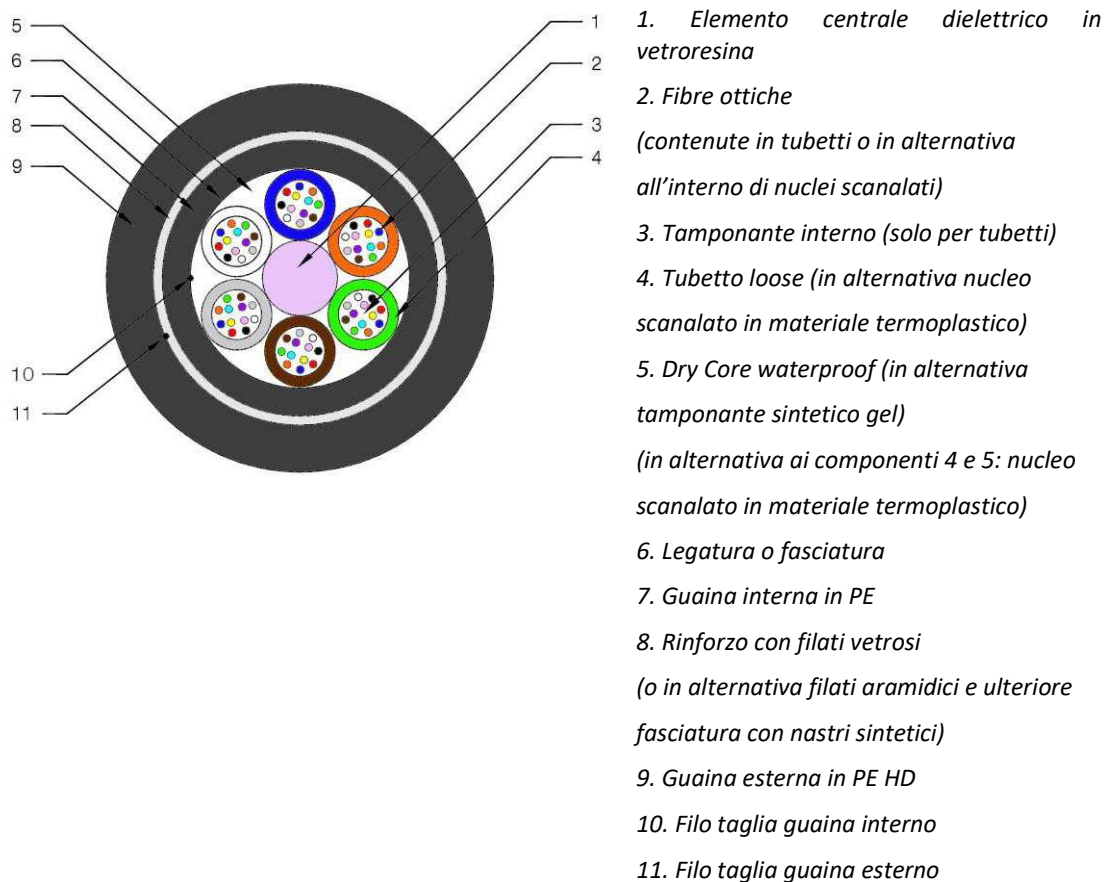 5
6
7
8
9
10
11
1
2
3
4
1. Elemento centrale dielettrico in
vetroresina
2. Fibre ottiche
(contenute in tubetti o in alternativa
all’interno di nuclei scanalati)
3. Tamponante interno (solo per tubetti)
4. Tubetto loose (in alternativa nucleo
scanalato in materiale termoplastico)
5. Dry Core waterproof (in alternativa
tamponante sintetico gel)
(in alternativa ai componenti 4 e 5: nucleo
scanalato in materiale termoplastico)
6. Legatura o fasciatura
7. Guaina interna in PE
8. Rinforzo con filati vetrosi
(o in alternativa filati aramidici e ulteriore
fasciatura con nastri sintetici)
9. Guaina esterna in PE HD
10. Filo taglia guaina interno
11. Filo taglia guaina esterno